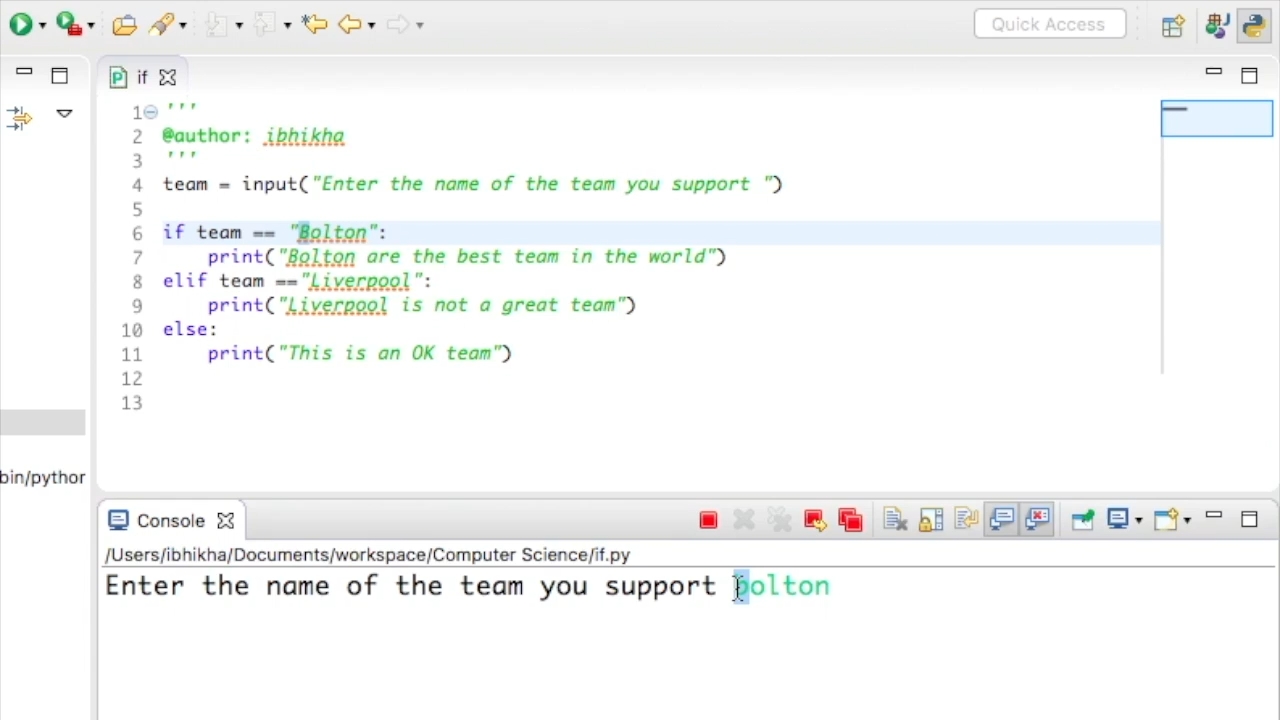 Quick Access
if
1 '''
2 @author: ibhikha
3 '''
4 team = input("Enter the name of the team you support ")
5
6 if team == "Bolton":
7 print("Bolton are the best team in the world")
8 elif team =="Liverpool":
9 print("Liverpool is not a great team")
10 else:
11 print("This is an OK team")
12
13
bin/python
Console
/Users/ibhikha/Documents/workspace/Computer Science/if.py
Enter the name of the team you support bolton